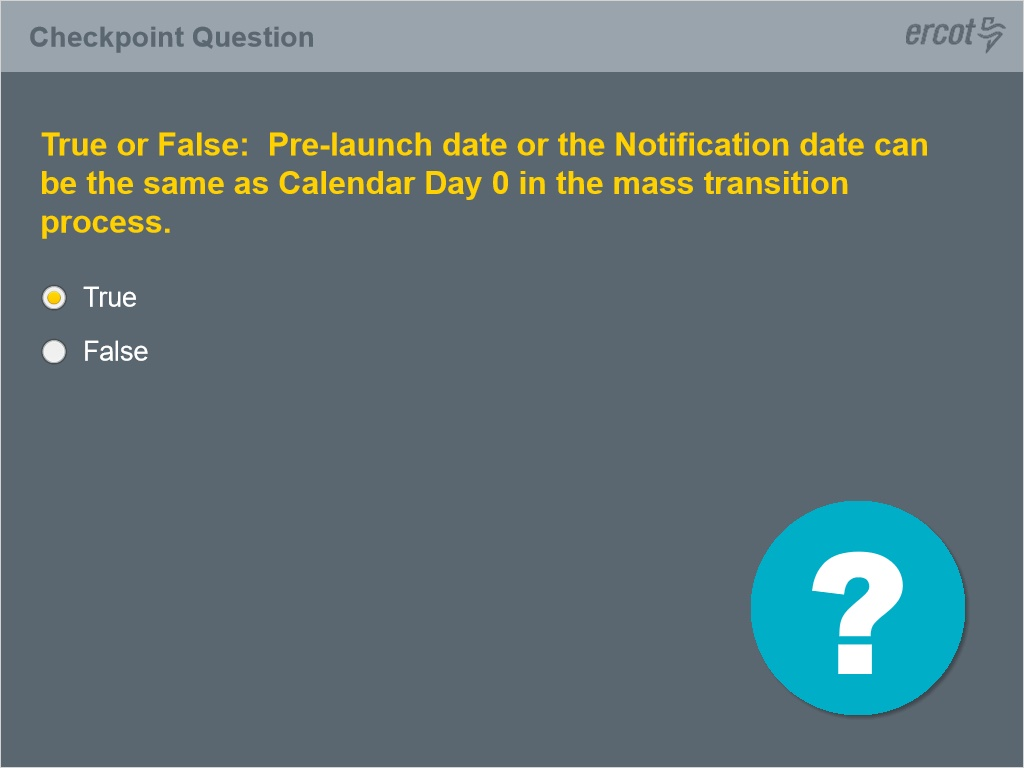 Checkpoint Question
ercot
True or False:  Pre-launch date or the Notification date can
be the same as Calendar Day 0 in the mass transition
process.
True
False
?